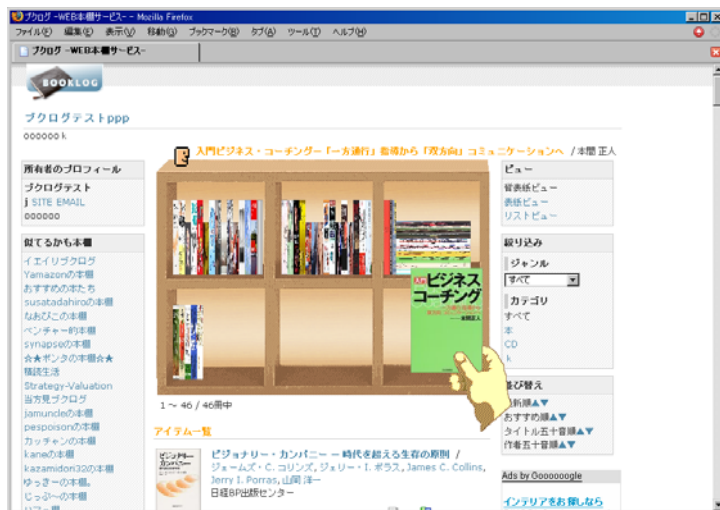 ブクログ -WEB本棚サービス- - Mozilla Firefox
ファイル(F) 編集(E) 表示(V) 移動(G) ブックマーク(B) タブ(A) ツール(T) ヘルプ(H)
ブクログ -WEB本棚サービス-
BOOKLOG
ブクログテストppp
oooooo k
入門ビジネス・コーチング―「一方通行」指導から「双方向」コミュニケーションへ / 本間 正人
所有者のプロフィール
ブクログテスト
j SITE EMAIL
oooooo
似てるかも本棚
イエイリブクログ
Yamazonの本棚
おすすめの本たち
susatadahiroの本棚
なおぴこの本棚
ベンチャー的本棚
synapseの本棚
☆★ポンタの本棚☆★
積読生活
Strategy-Valuation
当方見ブクログ
jamuncleの本棚
pespoisonの本棚
カッチャンの本棚
kaneの本棚
kazamidori32の本棚
ゆっきーの本棚。
じっぷ～の本棚
入門 ビジネス
コーチング
本間正人
1 ～ 46 / 46冊中
アイテム一覧
ビジョナリー
カンパニー
ビジョナリー・カンパニー ― 時代を超える生存の原則 /
ジェームズ・C. コリンズ, ジェリー・I. ポラス, James C. Collins,
Jerry I. Porras, 山岡 洋一
日経BP出版センター
ビュー
背表紙ビュー
表紙ビュー
リストビュー
絞り込み
ジャンル
すべて
カテゴリ
すべて
本
CD
k
並び替え
最新順▲▼
おすすめ順▲▼
タイトル五十音順▲▼
作者五十音順▲▼
Ads by Goooooogle
インテリアをお探しなら